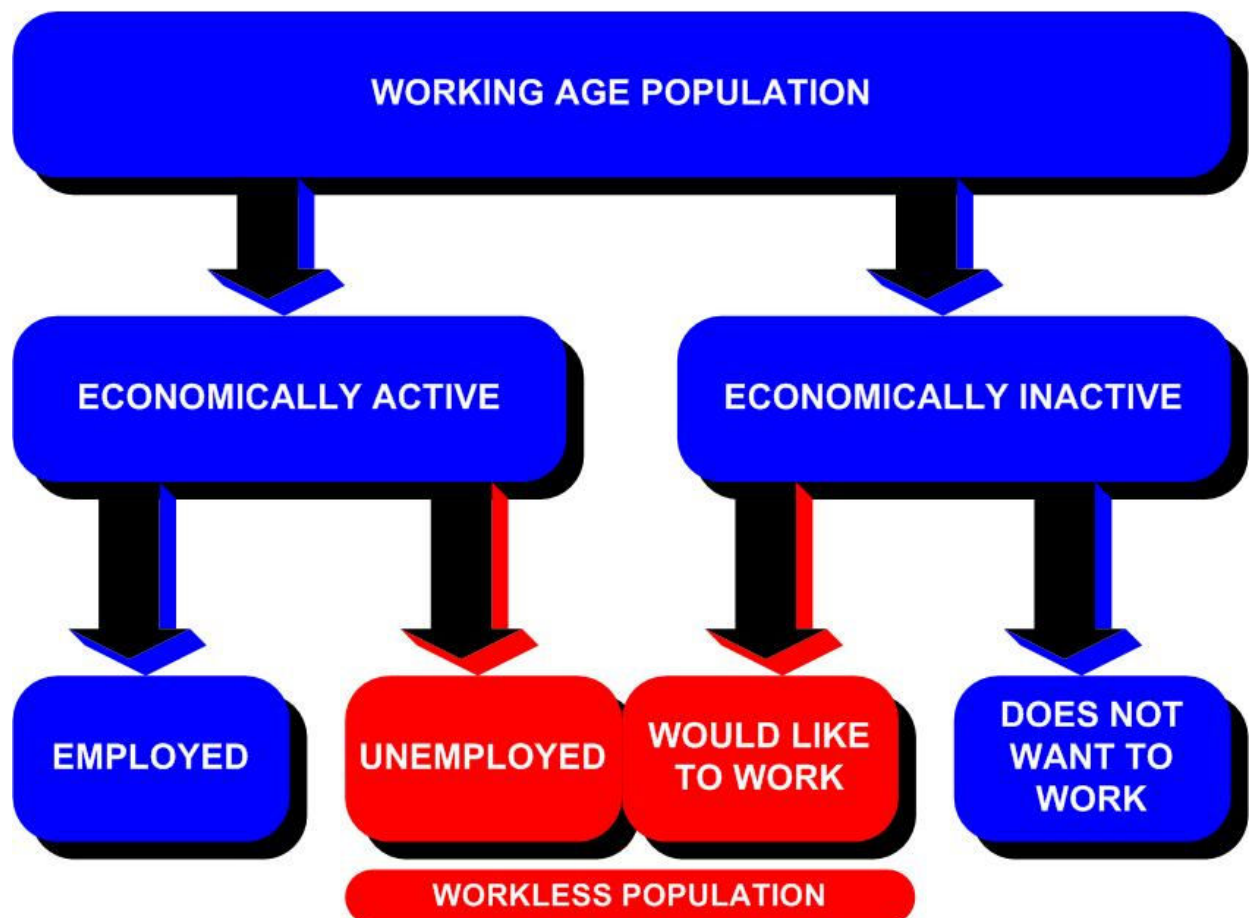 WORKING AGE POPULATION
ECONOMICALLY ACTIVE
ECONOMICALLY INACTIVE
EMPLOYED
UNEMPLOYED
WOULD LIKE
TO WORK
DOES NOT
WANT TO
WORK
WORKLESS POPULATION